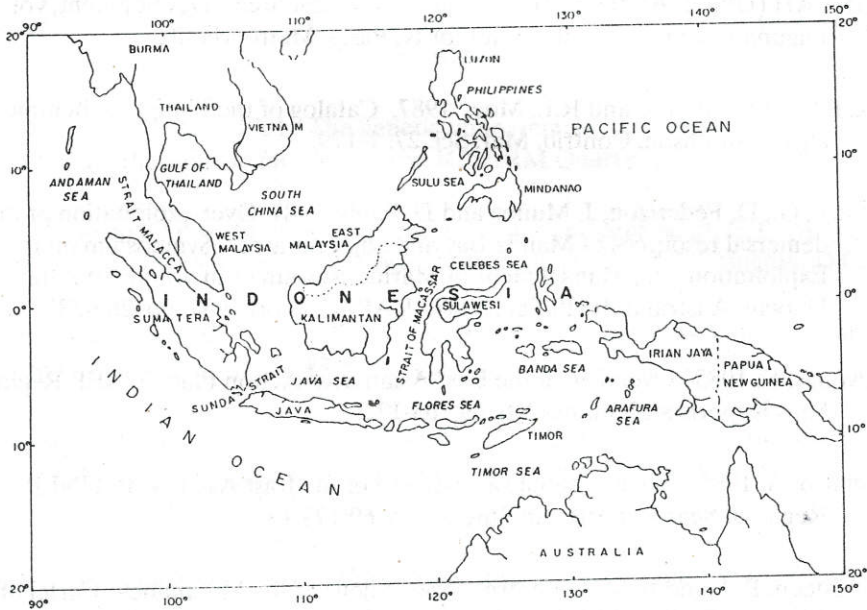 90° 100° 110° 120° 130° 140° 150°
20° 20°
BURMA
LUZON
PHILIPPINES
THAILAND
VIETNAM
PACIFIC OCEAN
10° 10°
GULF OF
THAILAND
ANDAMAN
SEA
STRAIT MALACCA
SOUTH
CHINA SEA
SULU SEA
MINDANAO
WEST
MALAYSIA
EAST
MALAYSIA
CELEBES SEA
INDONESIA
0° 0°
SUMATERA
KALIMANTAN
STRAIT OF MACASSAR
SULAWESI
IRIAN JAYA
PAPUA
NEW GUINEA
BANDA SEA
JAVA SEA
SUNDA STRAIT
JAVA
FLORES SEA
ARAFURA
SEA
TIMOR
10° 10°
INDIAN OCEAN
TIMOR SEA
AUSTRALIA
20° 20°
90° 100° 110° 120° 130° 140° 150°